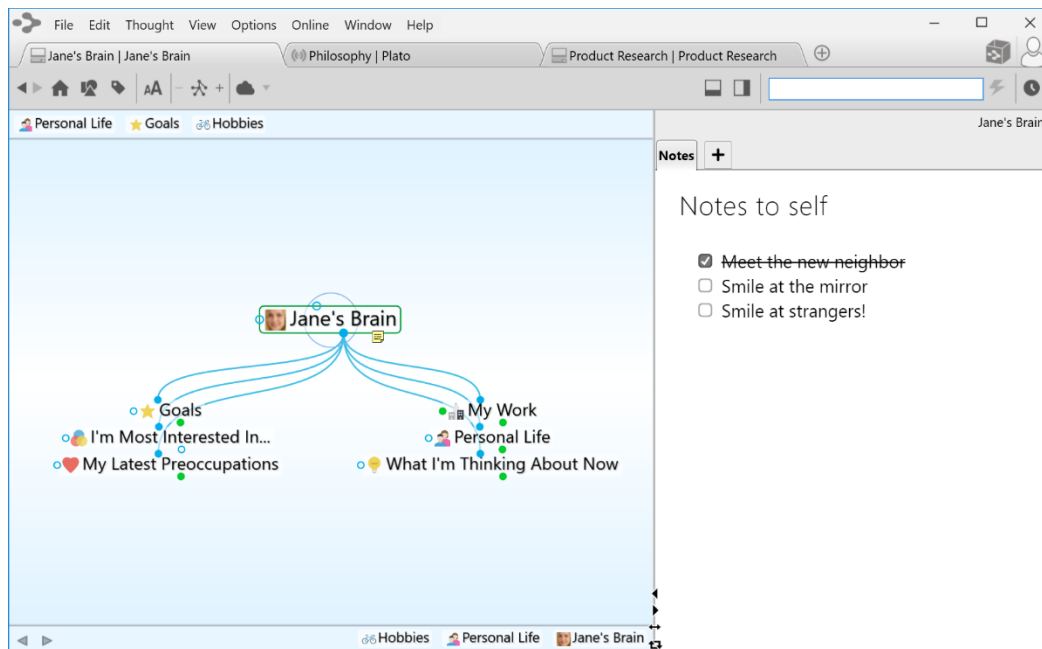 File Edit Thought View Options Online Window Help
Jane's Brain | Jane's Brain Philosophy | Plato Product Research | Product Research
AA
Personal Life Goals Hobbies
Jane's Brain
Notes
Notes to self
Meet the new neighbor
Smile at the mirror
Smile at strangers!
Jane's Brain
Goals
I'm Most Interested In...
My Latest Preoccupations
My Work
Personal Life
What I'm Thinking About Now
Hobbies Personal Life Jane's Brain